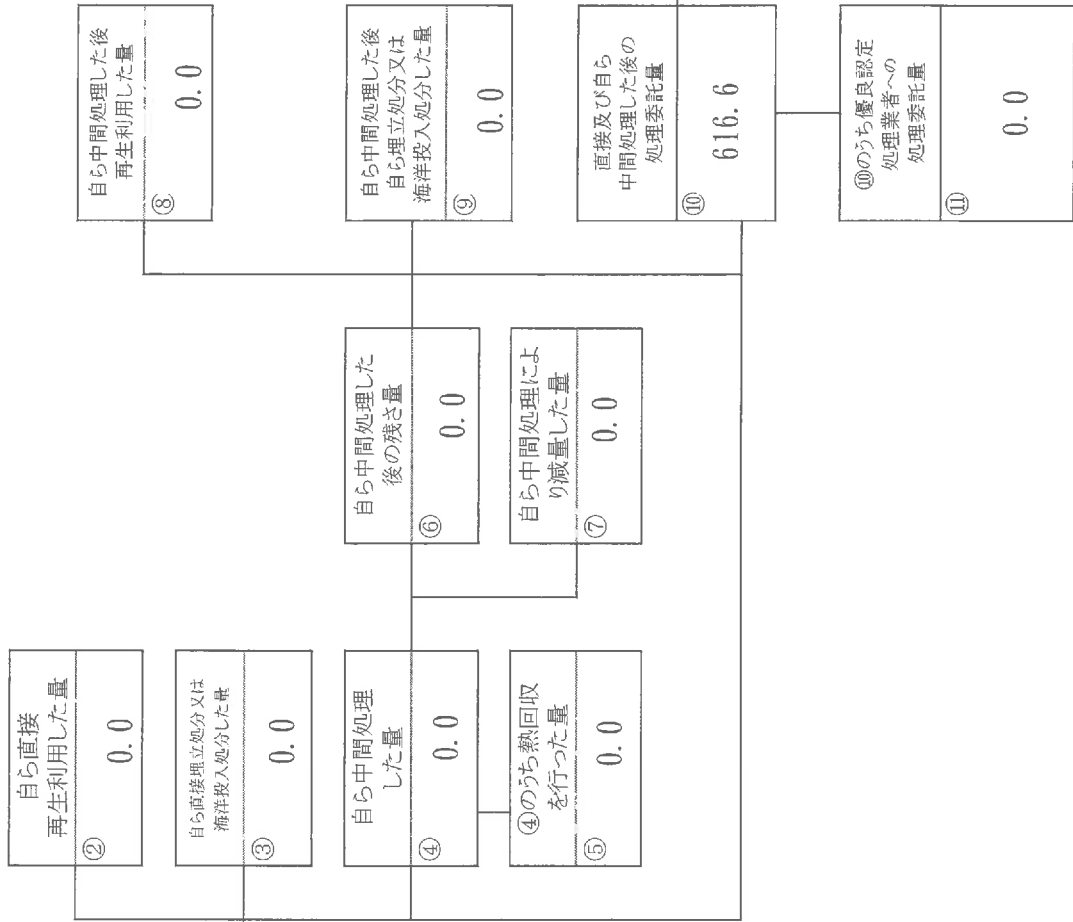 自ら直接
再生利用した量
②
0.0
自ら直接埋立処分又は
海洋投入処分した量
③
0.0
自ら中間処理
した量
④
0.0
④のうち熱回収
を行った量
⑤
0.0
自ら中間処理した
後の残さ量
⑥
0.0
自ら中間処理によ
り減量した量
⑦
0.0
自ら中間処理した後
再生利用した量
⑧
0.0
自ら中間処理した後
自ら埋立処分又は
海洋投入処分した量
⑨
0.0
直接及び自ら
中間処理した後の
処理委託量
⑩
616.6
⑩のうち優良認定
処理業者への
処理委託量
⑪
0.0